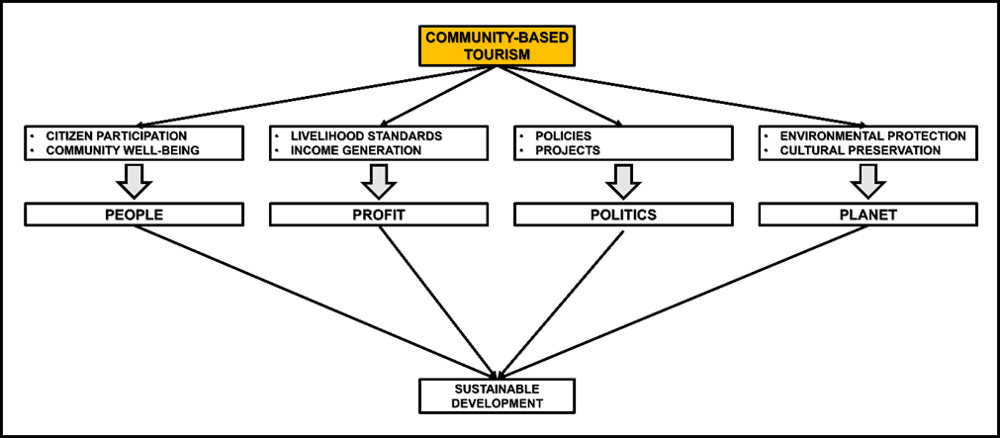 COMMUNITY-BASED
TOURISM
• CITIZEN PARTICIPATION
• COMMUNITY WELL-BEING
• LIVELIHOOD STANDARDS
• INCOME GENERATION
• POLICIES
• PROJECTS
• ENVIRONMENTAL PROTECTION
• CULTURAL PRESERVATION
PEOPLE
PROFIT
POLITICS
PLANET
SUSTAINABLE
DEVELOPMENT